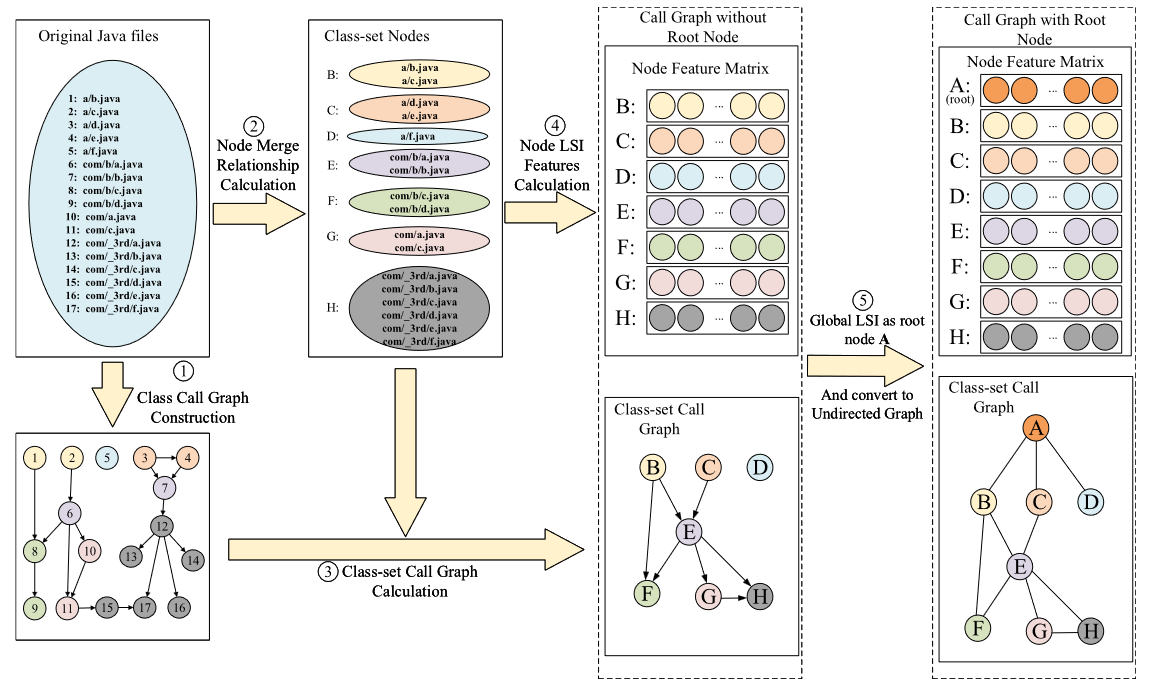 Original Java files
1: a/b.java
2: a/c.java
3: a/d.java
4: a/e.java
5: a/f.java
6: com/b/a.java
7: com/b/b.java
8: com/b/c.java
9: com/b/d.java
10: com/a.java
11: com/c.java
12: com/_3rd/a.java
13: com/_3rd/b.java
14: com/_3rd/c.java
15: com/_3rd/d.java
16: com/_3rd/e.java
17: com/_3rd/f.java
①
Class Call Graph
Construction
1 2 5 3 4
7
6 12
8 10 13 14
9 11 15 17 16
②
Node Merge
Relationship
Calculation
Class-set Nodes
B:
a/b.java
a/c.java
C:
a/d.java
a/e.java
D:
a/f.java
E:
com/b/a.java
com/b/b.java
F:
com/b/c.java
com/b/d.java
G:
com/a.java
com/c.java
H:
com/_3rd/a.java
com/_3rd/b.java
com/_3rd/c.java
com/_3rd/d.java
com/_3rd/e.java
com/_3rd/f.java
③ Class-set Call Graph
Calculation
④
Node LSI
Features
Calculation
Call Graph without
Root Node
Node Feature Matrix
B: ...
C: ...
D: ...
E: ...
F: ...
G: ...
H: ...
Class-set Call
Graph
B C D
E
F G H
⑤
Global LSI as root
node A
And convert to
Undirected Graph
Call Graph with Root
Node
Node Feature Matrix
A: ...
(root)
B: ...
C: ...
D: ...
E: ...
F: ...
G: ...
H: ...
Class-set Call
Graph
A
B C D
E
F G H